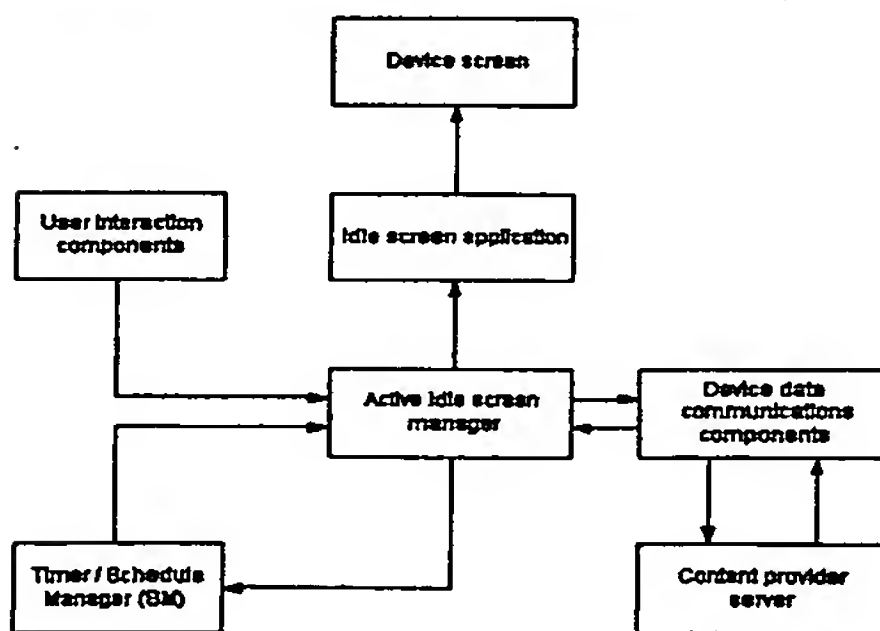 Device screen
User interaction
components
Idle screen application
Active idle screen
manager
Device data
communications
components
Timer / Schedule
Manager (SM)
Content provider
server